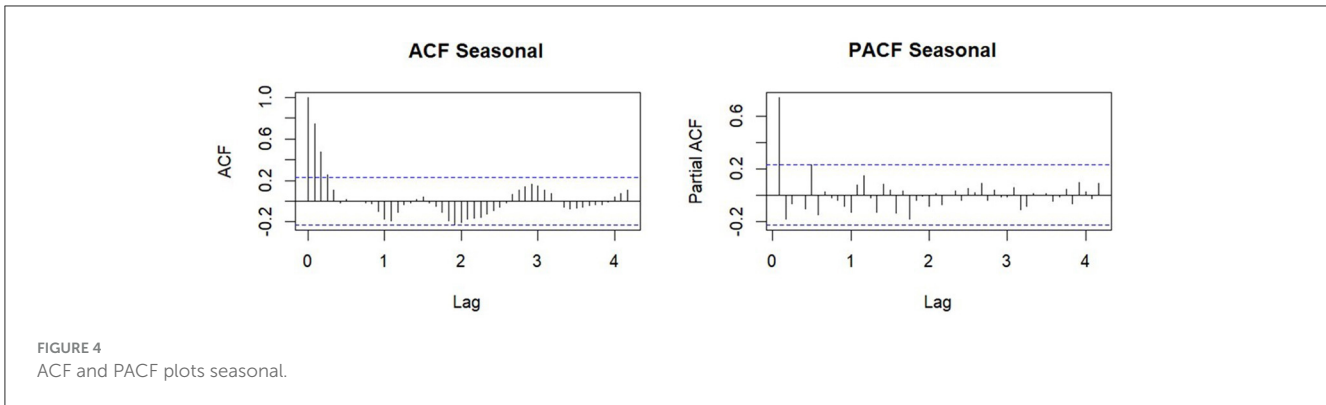 ACF Seasonal
PACF Seasonal
ACF
-0.2
0.2
0.6
1.0
0
1
2
3
4
Lag
Partial ACF
-0.2
0.2
0.6
0
1
2
3
4
Lag
FIGURE 4
ACF and PACF plots seasonal.